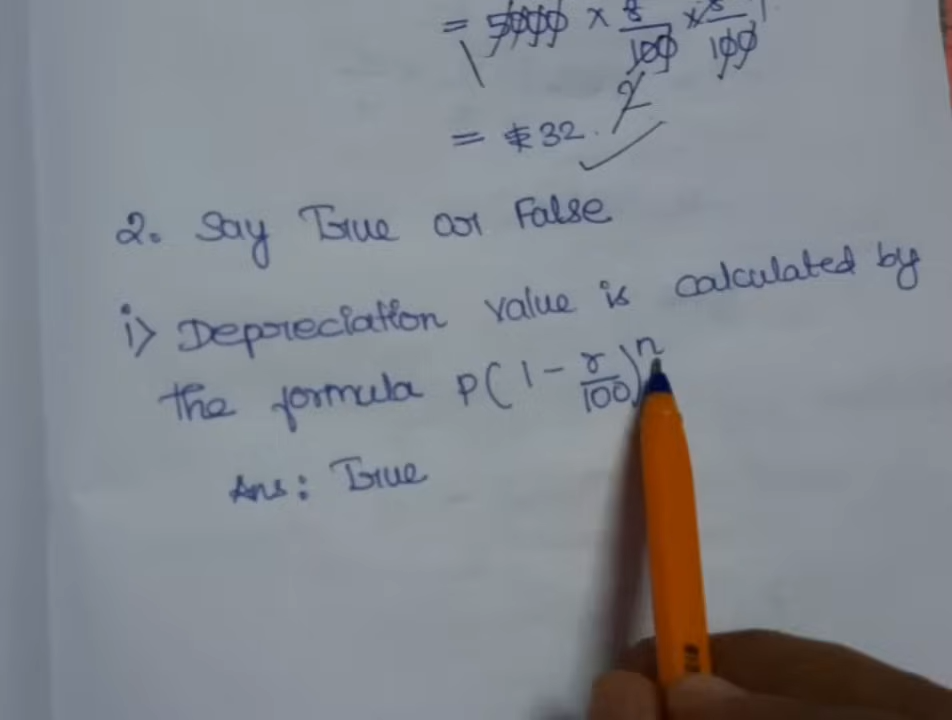 = 5000 × 8/100 × 8/100
= ₹32.
2. Say True or False
i) Depreciation value is calculated by
the formula P(1 - r/100)^n
Ans: True